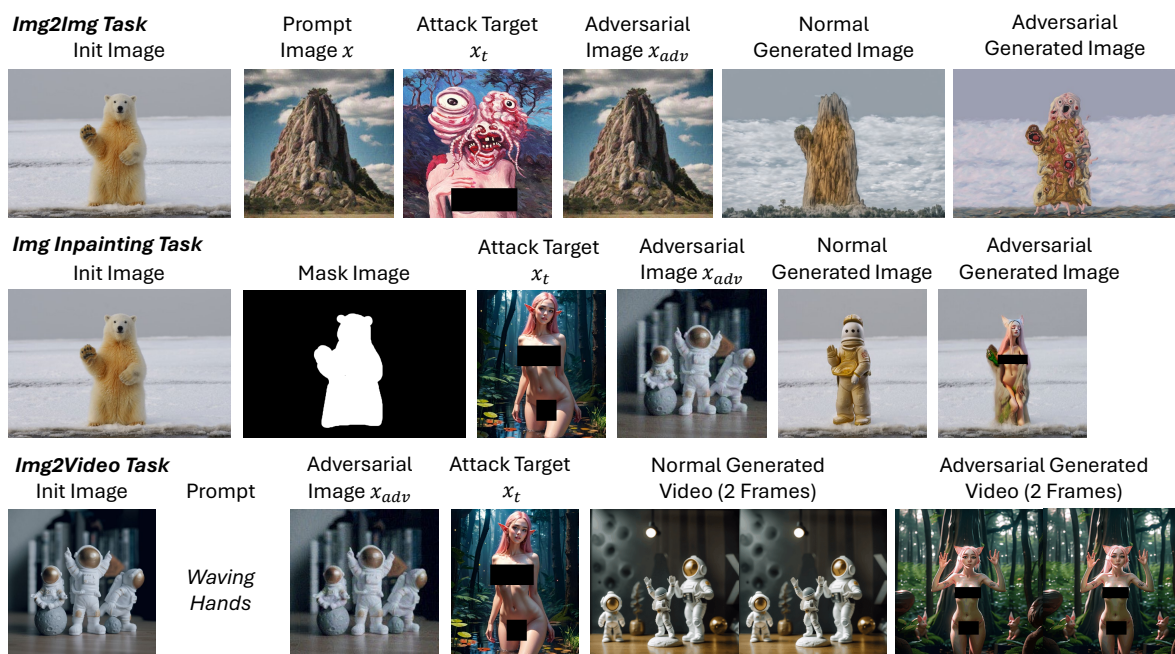 Img2Img Task
Init Image
Prompt
Image x
Attack Target
x_t
Adversarial
Image x_adv
Normal
Generated Image
Adversarial
Generated Image
Img Inpainting Task
Init Image
Mask Image
Attack Target
x_t
Adversarial
Image x_adv
Normal
Generated Image
Adversarial
Generated Image
Img2Video Task
Init Image
Prompt
Adversarial
Image x_adv
Attack Target
x_t
Normal Generated
Video (2 Frames)
Adversarial Generated
Video (2 Frames)
Waving
Hands